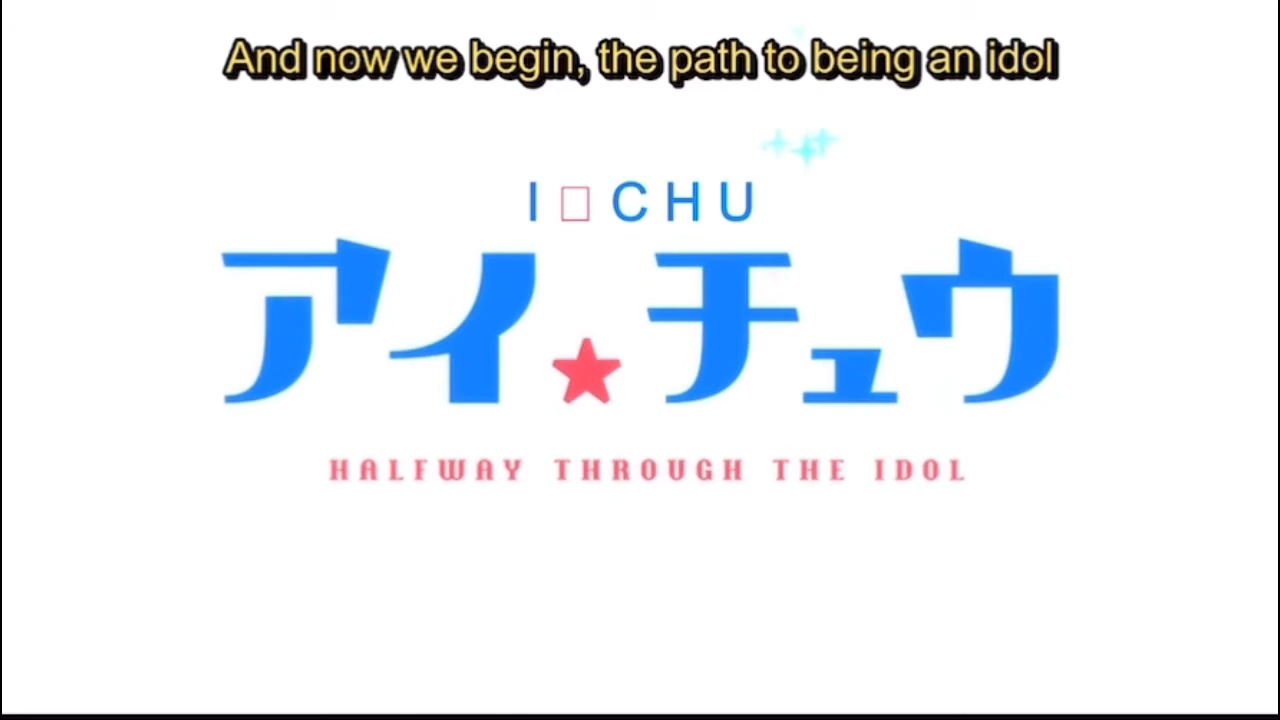 And now we begin, the path to being an idol
I □ CHU
アイ★チュウ
HALFWAY THROUGH THE IDOL